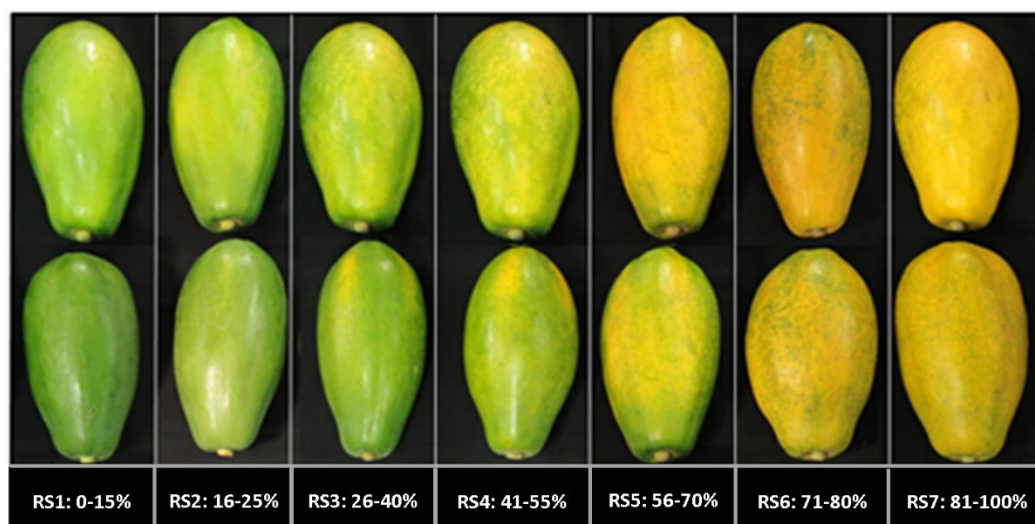 RS1: 0-15%
RS2: 16-25%
RS3: 26-40%
RS4: 41-55%
RS5: 56-70%
RS6: 71-80%
RS7: 81-100%